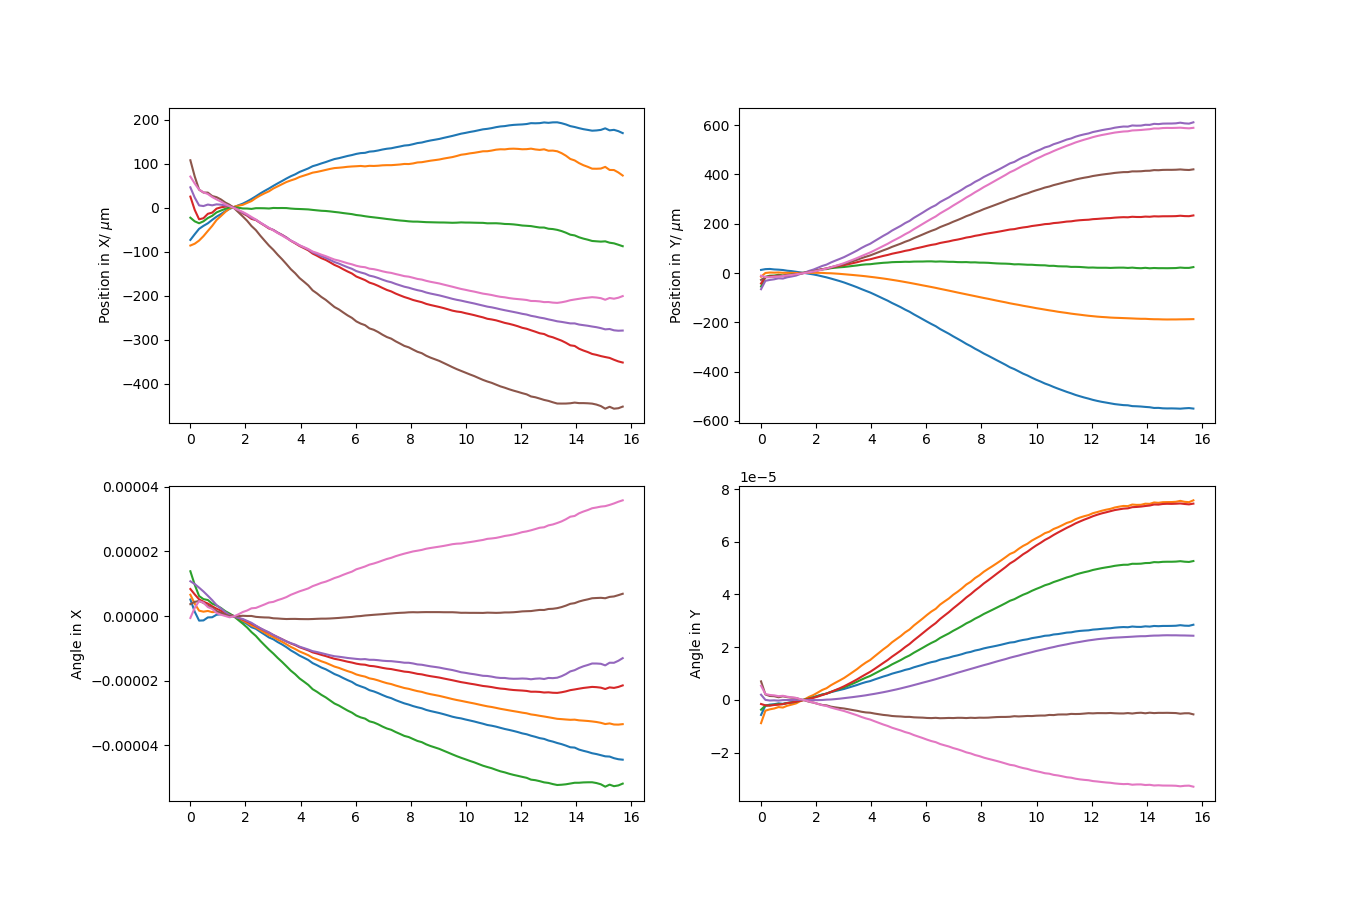 Position in X/ μm
200
100
0
−100
−200
−300
−400
0 2 4 6 8 10 12 14 16
Position in Y/ μm
600
400
200
0
−200
−400
−600
0 2 4 6 8 10 12 14 16
Angle in X
0.00004
0.00002
0.00000
−0.00002
−0.00004
0 2 4 6 8 10 12 14 16
1e−5
Angle in Y
8
6
4
2
0
−2
0 2 4 6 8 10 12 14 16